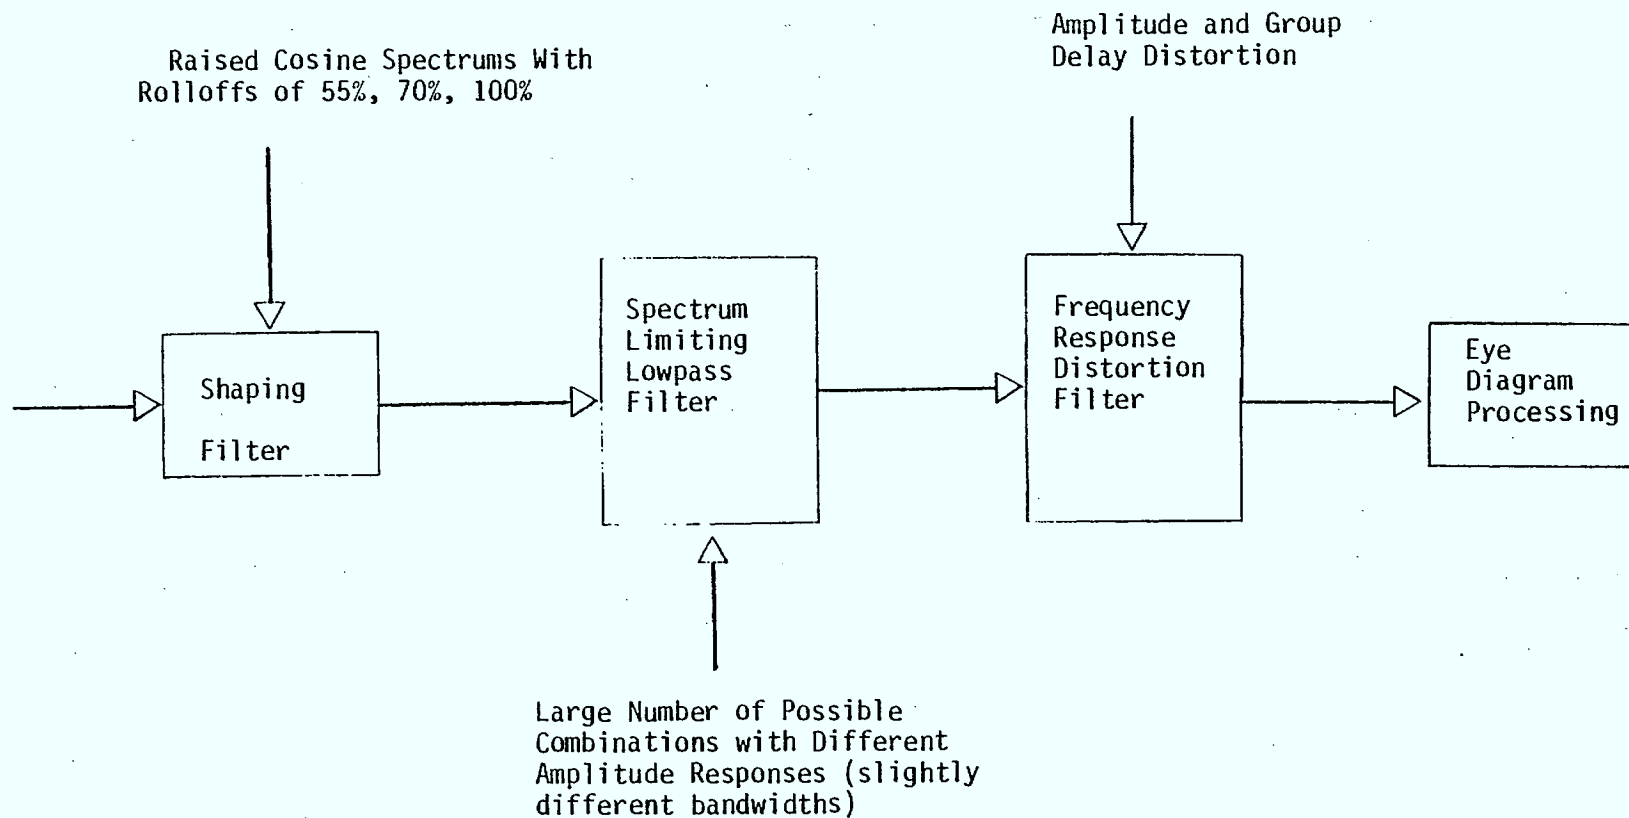 Raised Cosine Spectrums With
Rolloffs of 55%, 70%, 100%
Amplitude and Group
Delay Distortion
Shaping
Filter
Spectrum
Limiting
Lowpass
Filter
Frequency
Response
Distortion
Filter
Eye
Diagram
Processing
Large Number of Possible
Combinations with Different
Amplitude Responses (slightly
different bandwidths)